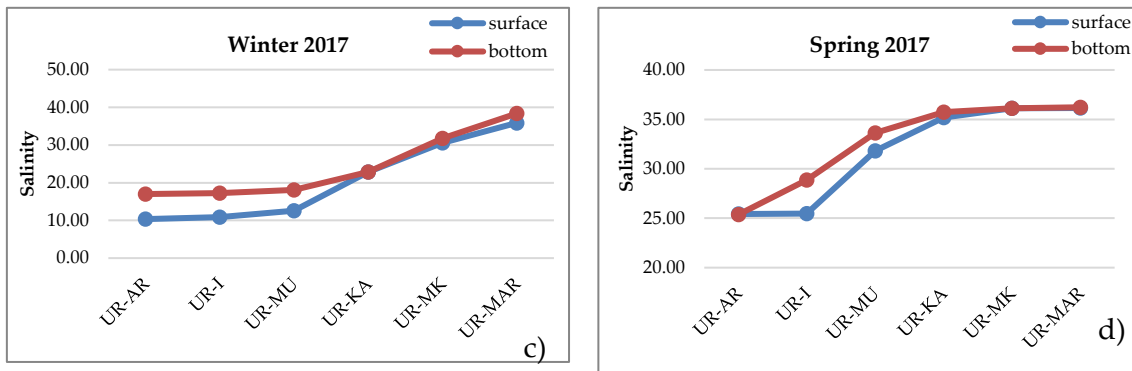 surface
Winter 2017
bottom
50.00
40.00
30.00
20.00
10.00
0.00
Salinity
UR-AR
UR-I
UR-MU
UR-KA
UR-MK
UR-MAR
c)
surface
Spring 2017
bottom
40.00
35.00
30.00
25.00
20.00
Salinity
UR-AR
UR-I
UR-MU
UR-KA
UR-MK
UR-MAR
d)